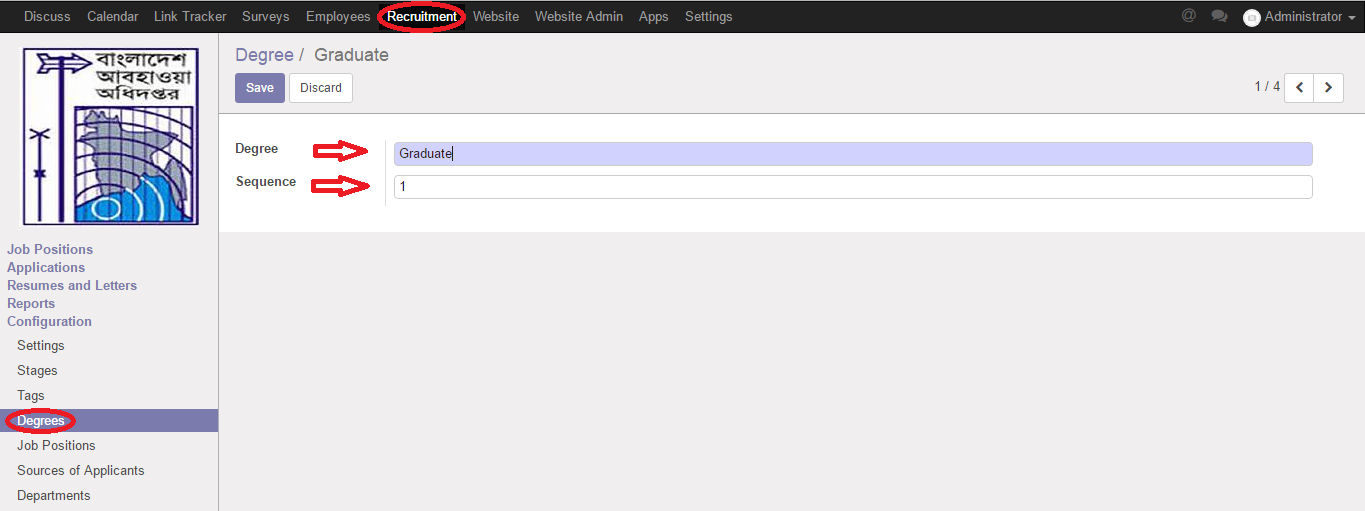 Discuss Calendar Link Tracker Surveys Employees Recruitment Website Website Admin Apps Settings @ Administrator
বাংলাদেশ
আবহাওয়া
অধিদপ্তর
Degree / Graduate
Save Discard 1 / 4
Degree Graduate
Sequence 1
Job Positions
Applications
Resumes and Letters
Reports
Configuration
Settings
Stages
Tags
Degrees
Job Positions
Sources of Applicants
Departments